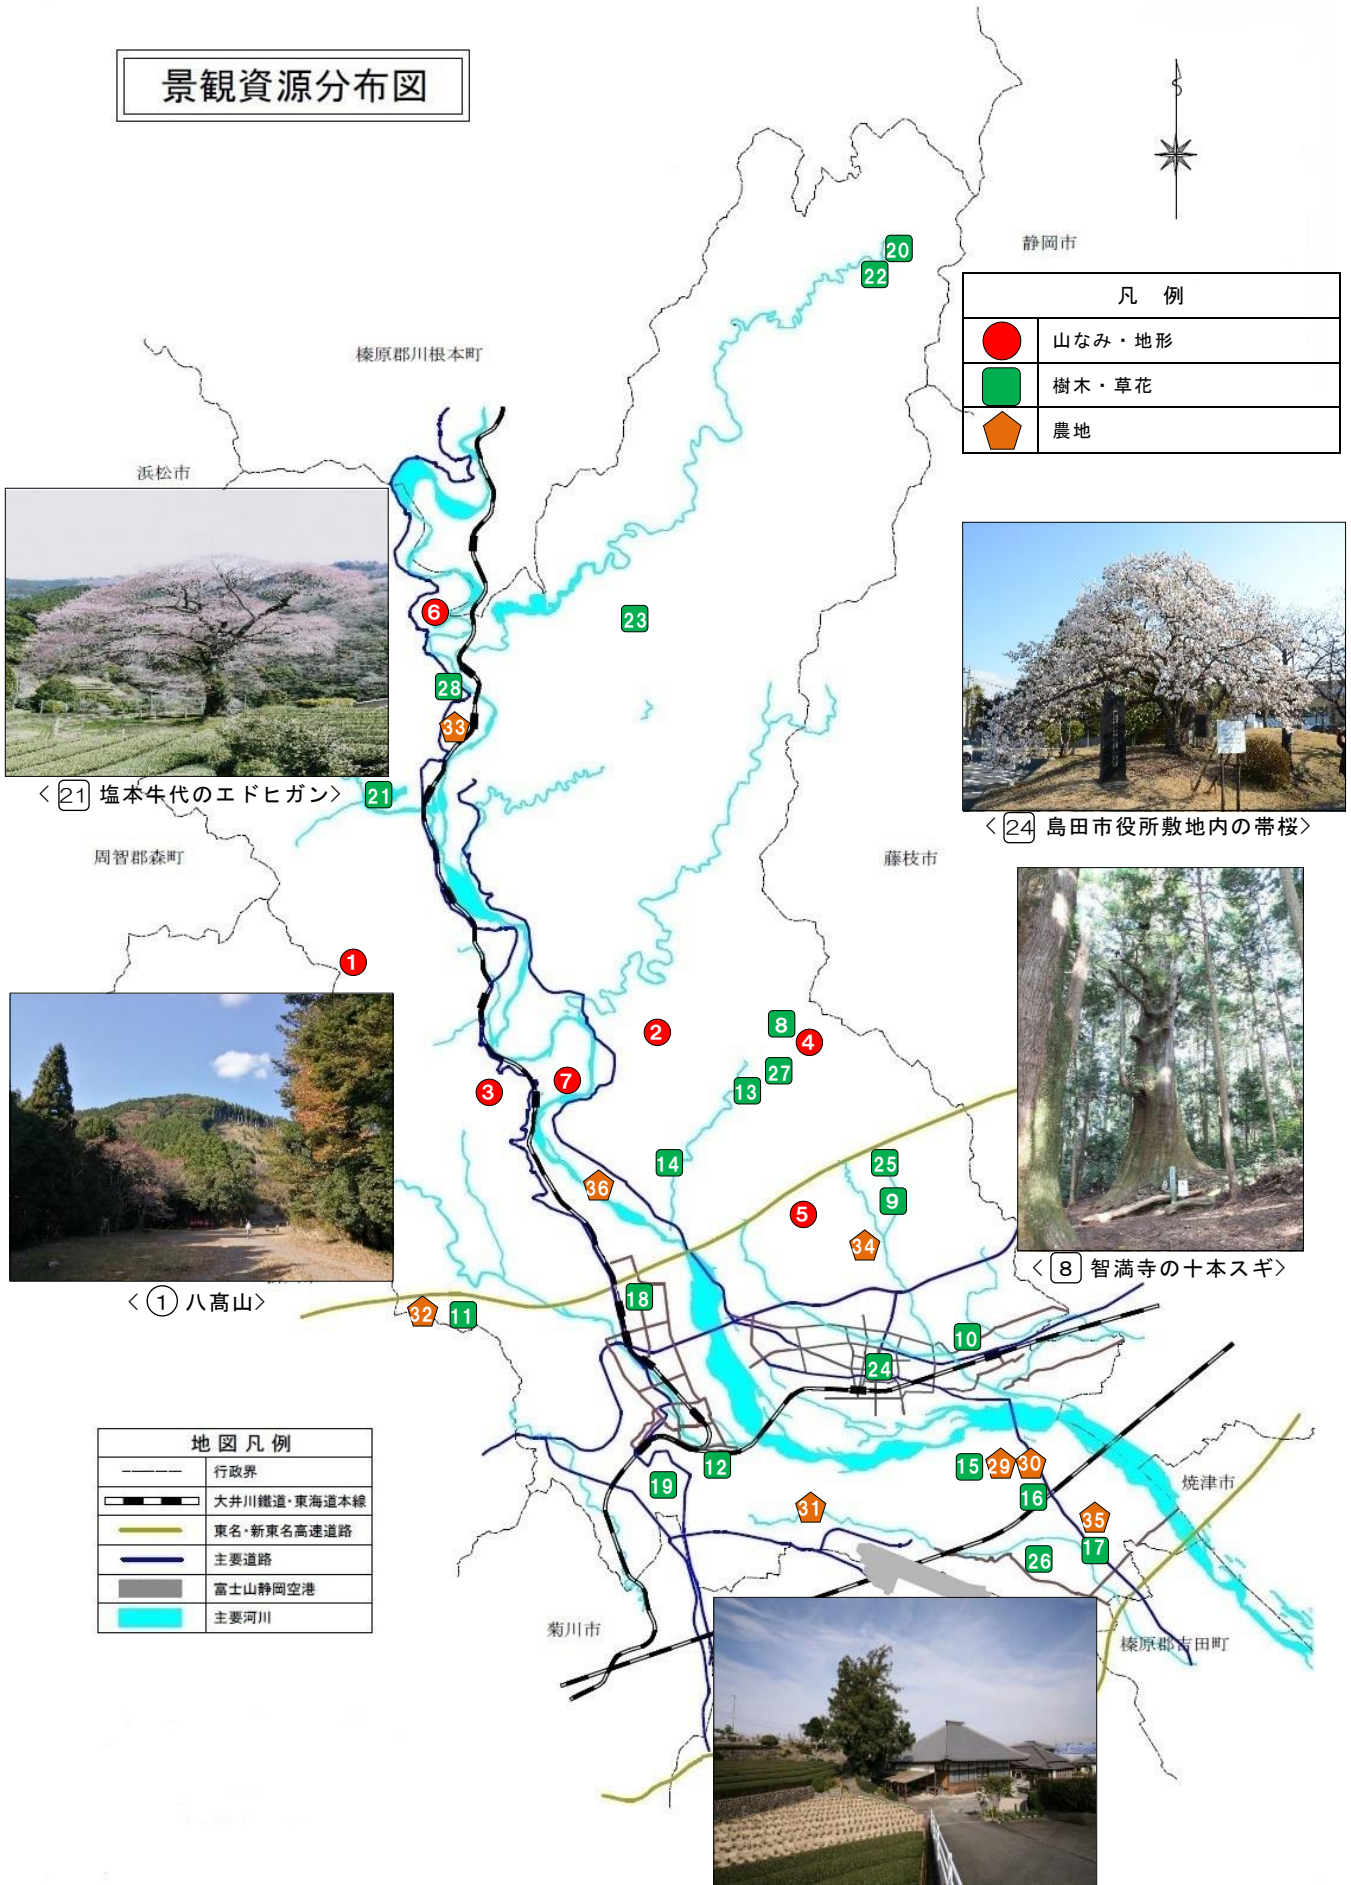 景観資源分布図
静岡市
20
22
凡 例
山なみ・地形
樹木・草花
農地
榛原郡川根本町
浜松市
6
23
28
33
21
<21 塩本牛代のエドヒガン>
<24 島田市役所敷地内の帯桜>
周智郡森町
藤枝市
1
2
8
4
3
7
27
13
14
25
36
9
5
34
<8 智満寺の十本スギ>
<1 八髙山>
18
32
11
10
24
地図凡例
行政界
大井川鐵道・東海道本線
東名・新東名高速道路
主要道路
富士山静岡空港
主要河川
12
15
29
30
19
16
31
35
17
26
焼津市
菊川市
榛原郡吉田町